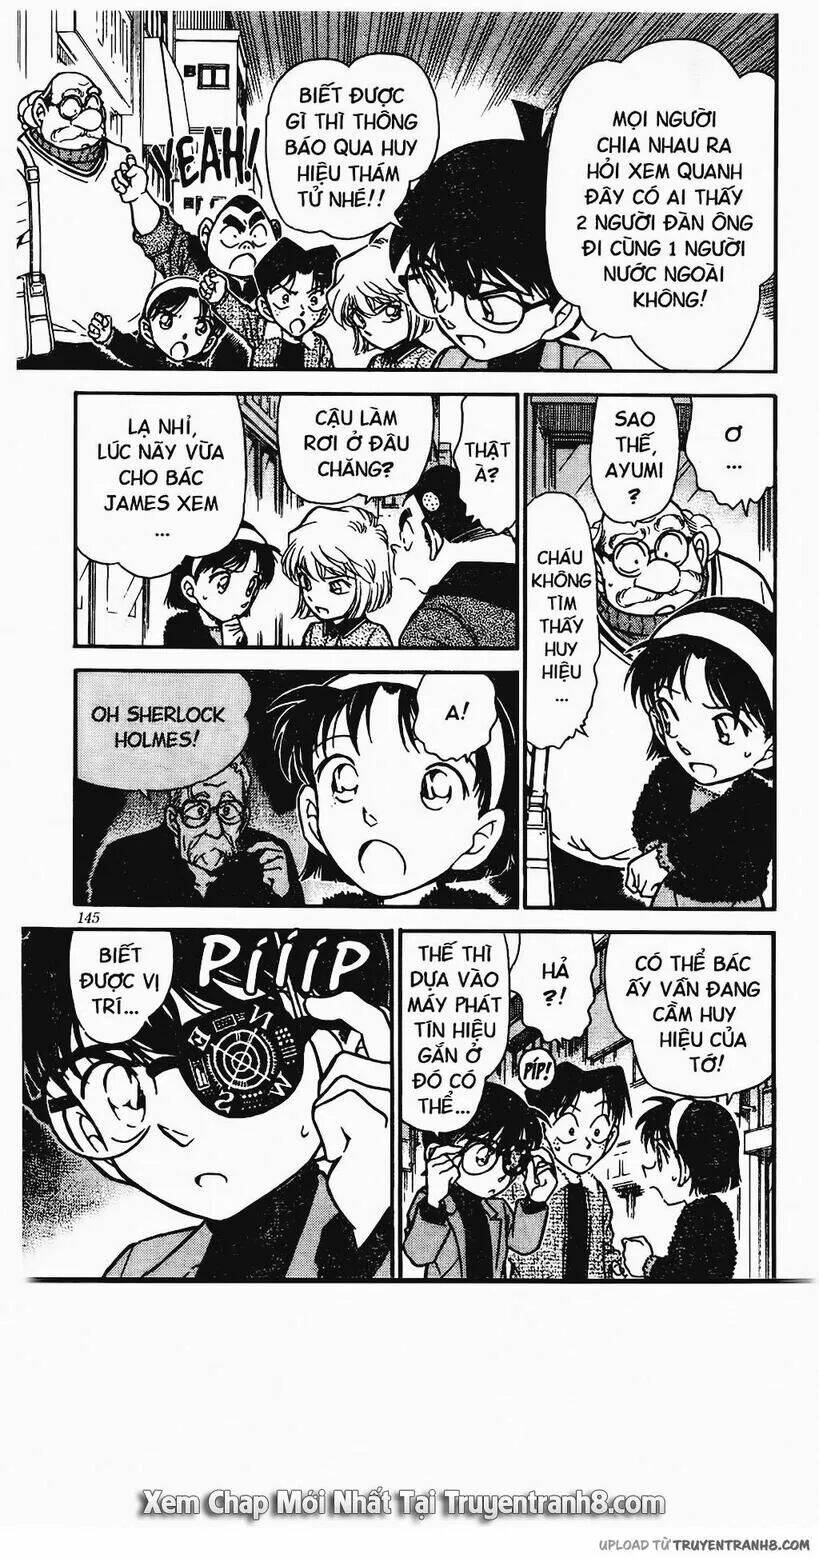 MỌI NGƯỜI
CHIA NHAU RA
HỎI XEM QUANH
ĐÂY CÓ AI THẤY
2 NGƯỜI ĐÀN ÔNG
ĐI CÙNG 1 NGƯỜI
NƯỚC NGOÀI
KHÔNG!
BIẾT ĐƯỢC
GÌ THÌ THÔNG
BÁO QUA HUY
HIỆU THÁM
TỬ NHÉ!!
YEAH!
Ơ
...
SAO
THẾ,
AYUMI
?
CHÁU
KHÔNG
TÌM
THẤY
HUY
HIỆU
...
THẬT
À?
CẬU LÀM
RƠI Ở ĐÂU
CHĂNG?
LẠ NHỈ,
LÚC NÃY VỪA
CHO BÁC
JAMES XEM
...
A!
OH SHERLOCK
HOLMES!
145
CÓ THỂ BÁC
ẤY VẪN ĐANG
CẦM HUY
HIỆU CỦA
TỚ!
HẢ
?!
PÍP!
THẾ THÌ
DỰA VÀO
MÁY PHÁT
TÍN HIỆU
GẮN Ở
ĐÓ CÓ
THỂ...
PÍÍÍP
BIẾT
ĐƯỢC VỊ
TRÍ...
N
E
W
S
Xem Chap Mới Nhất Tại Truyentranh8.com
UPLOAD TỪ TRUYENTRANH8.COM